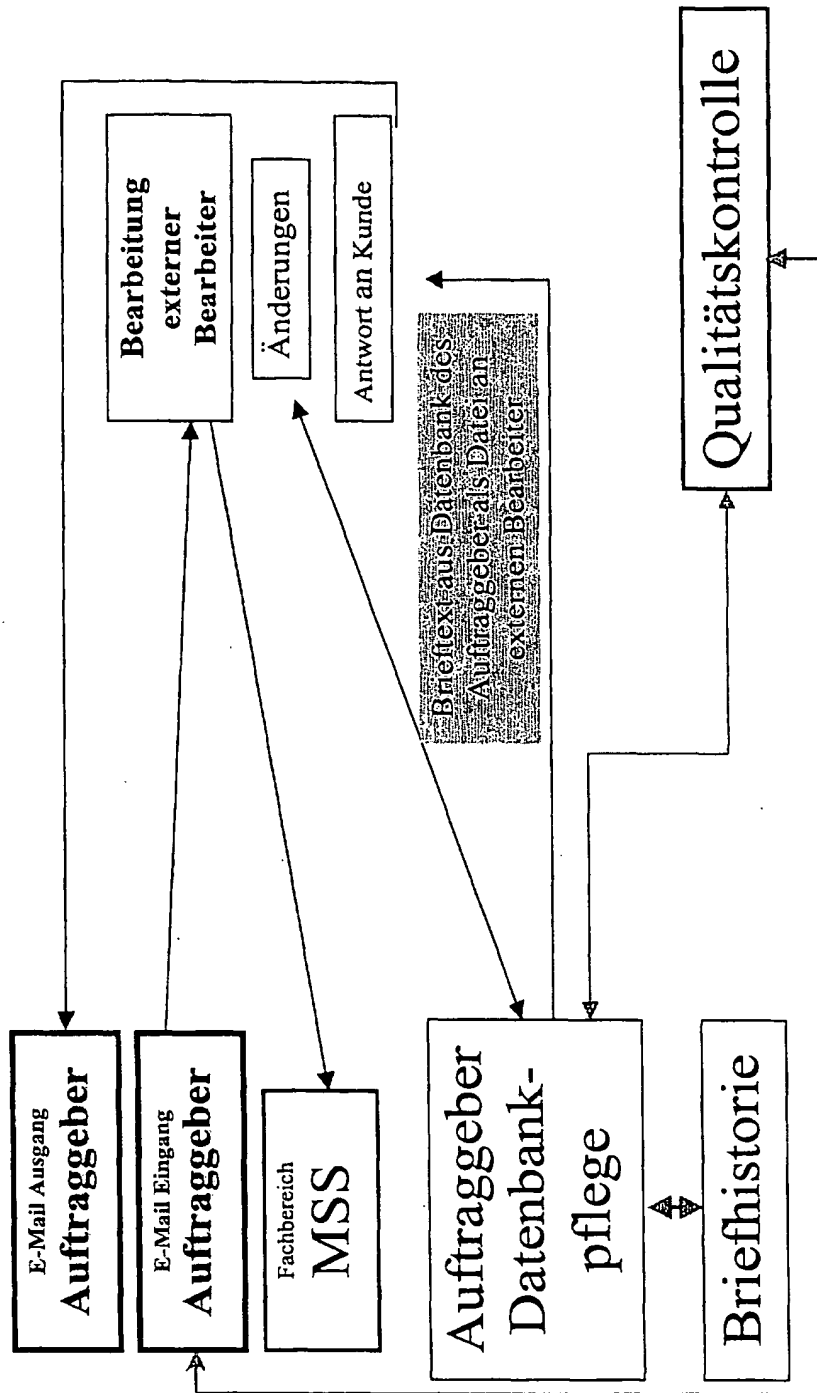 E-Mail Ausgang
Auftraggeber
E-Mail Eingang
Auftraggeber
Fachbereich
MSS
Auftraggeber
Datenbank-
pflege
Briefhistorie
Bearbeitung
externer
Bearbeiter
Änderungen
Antwort an Kunde
Brieftext aus Datenbank des
Auftraggeber als Datei an
externen Bearbeiter
Qualitätskontrolle